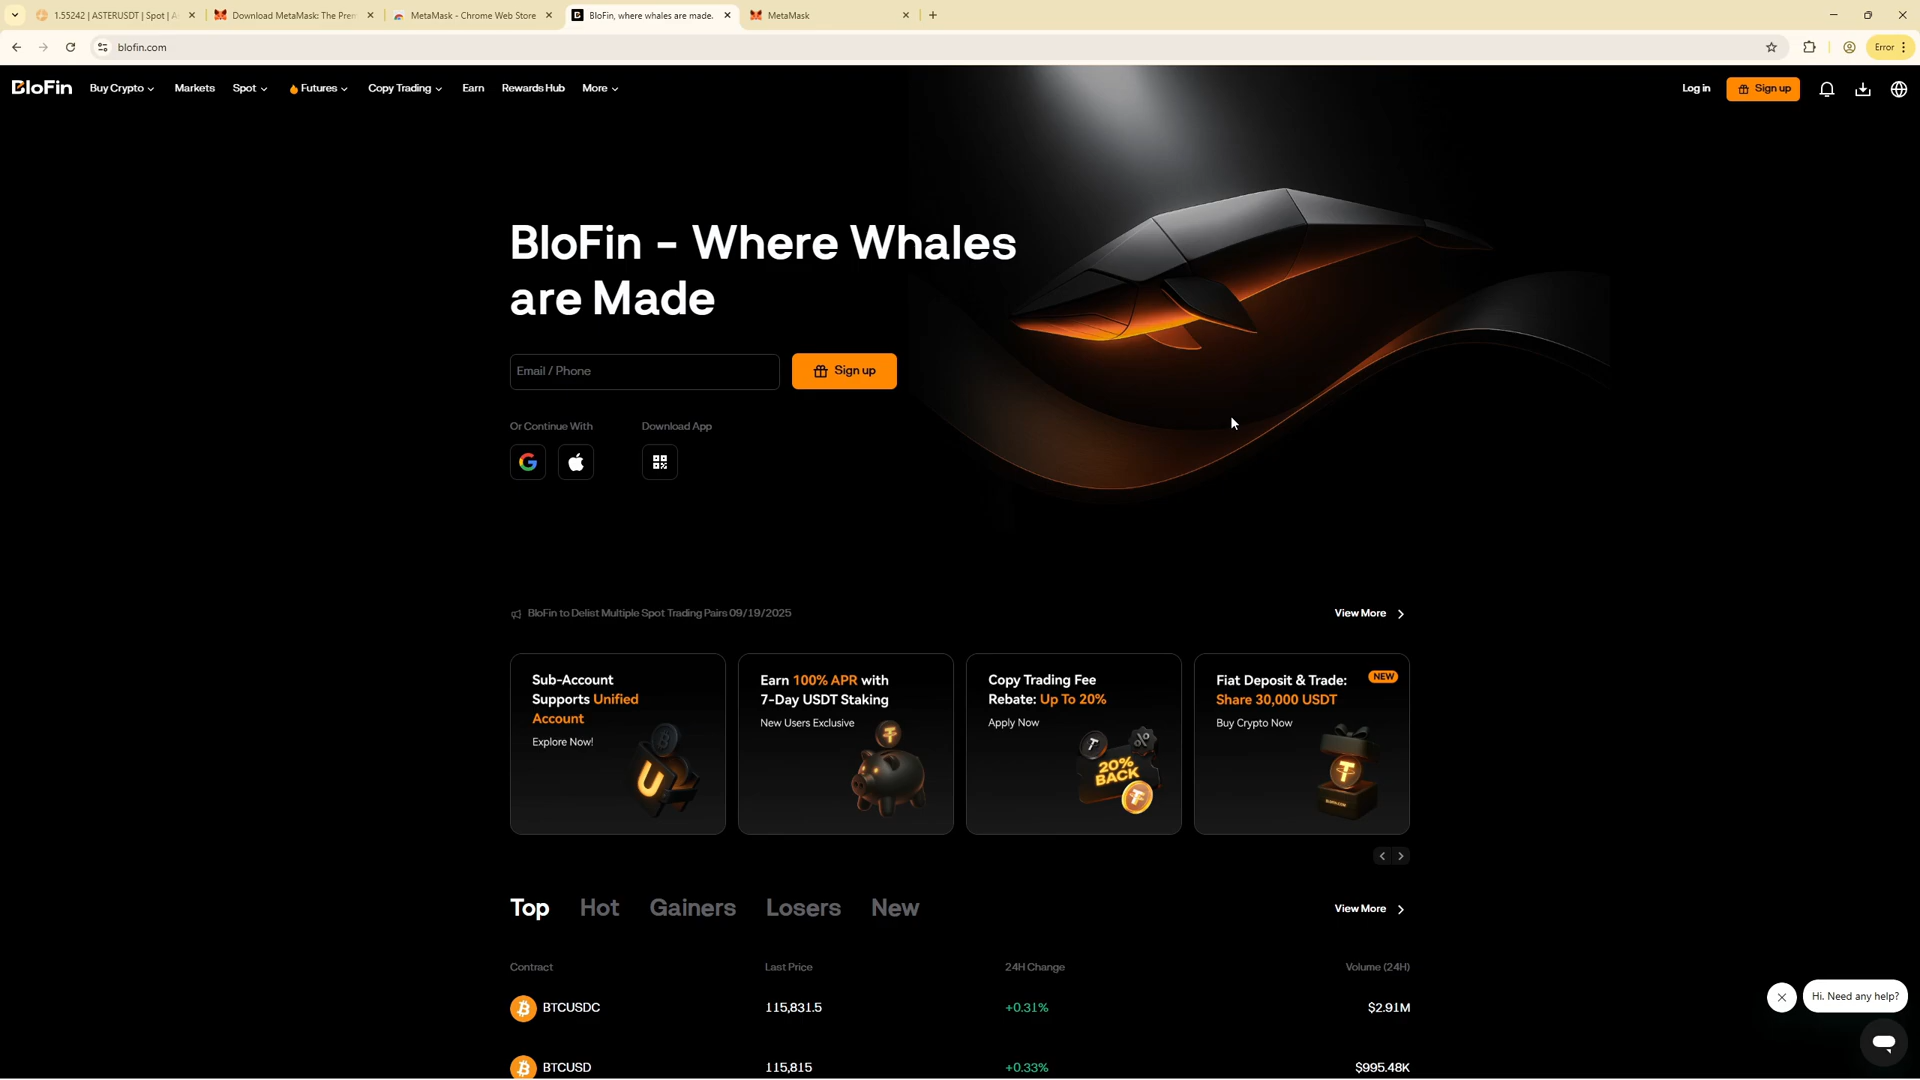 1.55242 | ASTERUSDT | Spot | A
Download MetaMask: The Prem
MetaMask - Chrome Web Store
BloFin, where whales are made.
MetaMask
blofin.com
Error
BloFin
Buy Crypto
Markets
Spot
Futures
Copy Trading
Earn
Rewards Hub
More
Log in
Sign up
BloFin - Where Whales
are Made
Email / Phone
Sign up
Or Continue With
Download App
BloFin to Delist Multiple Spot Trading Pairs 09/19/2025
View More
Sub-Account
Supports Unified
Account
Explore Now!
Earn 100% APR with
7-Day USDT Staking
New Users Exclusive
Copy Trading Fee
Rebate: Up To 20%
Apply Now
20%
BACK
Fiat Deposit & Trade:
Share 30,000 USDT
Buy Crypto Now
NEW
BLOFIN.COM
Top
Hot
Gainers
Losers
New
View More
Contract
Last Price
24H Change
Volume (24H)
BTCUSDC
115,831.5
+0.31%
$2.91M
BTCUSD
115,815
+0.33%
$995.48K
Hi. Need any help?